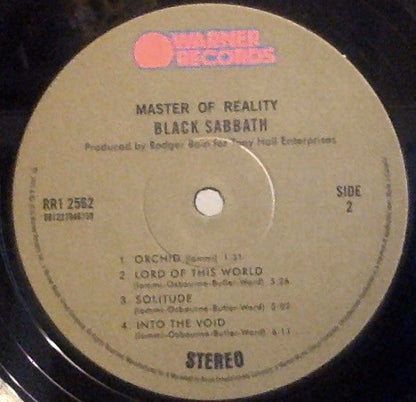 WARNER
RECORDS
MASTER OF REALITY
BLACK SABBATH
Produced by Rodger Bain for Tony Hall Enterprises
RR1 2562
SIDE
2
1 ORCHID (Iommi) 1:31
2 LORD OF THIS WORLD
(Iommi-Osbourne-Butler-Ward) 5:26
3 SOLITUDE
(Iommi-Osbourne-Butler-Ward) 5:02
4 INTO THE VOID
(Iommi-Osbourne-Butler-Ward) 6:11
STEREO